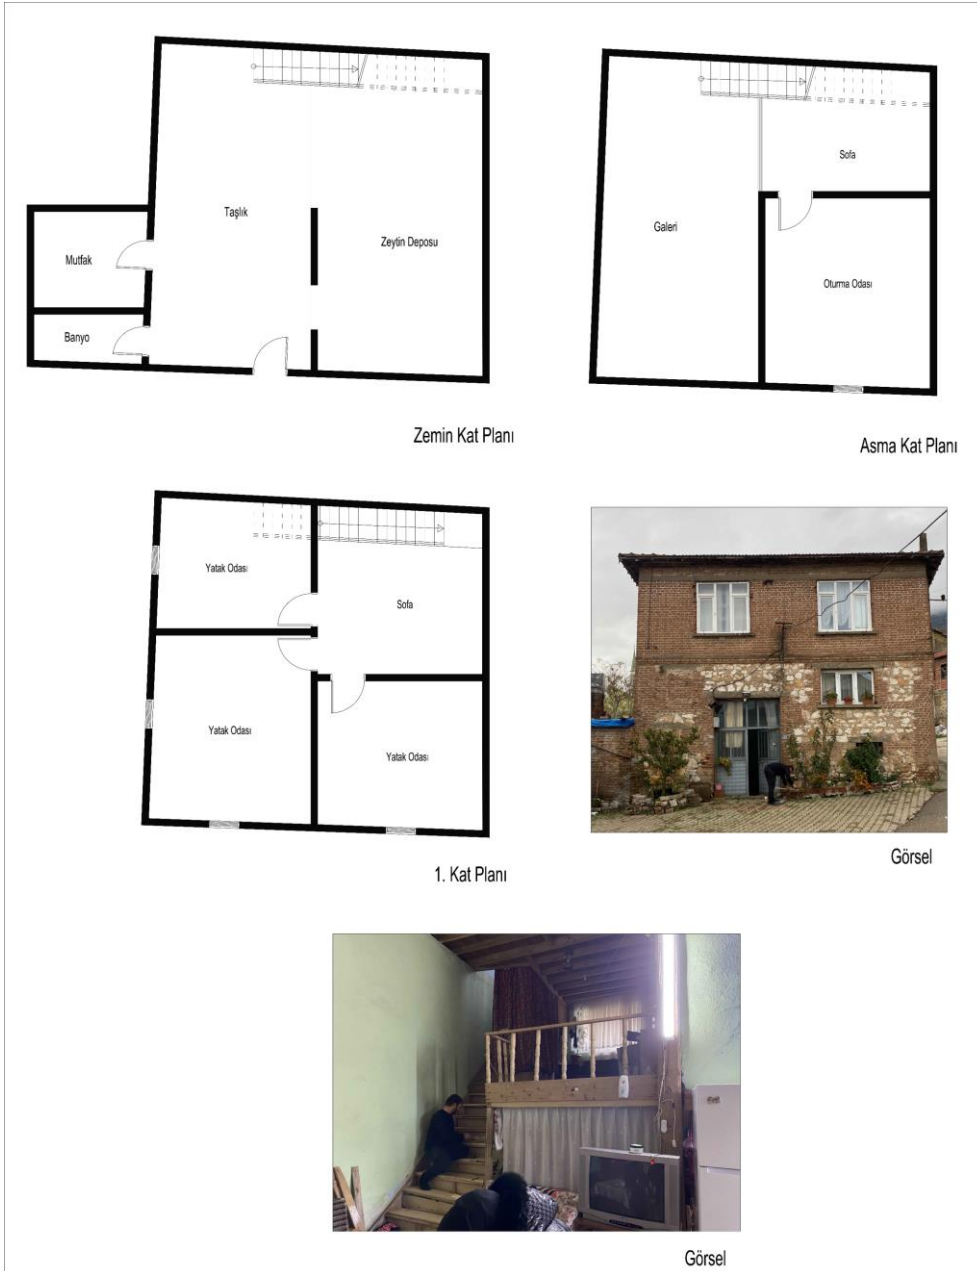 Taşlık
Zeytin Deposu
Mutfak
Banyo
Zemin Kat Planı
Sofa
Galeri
Oturma Odası
Asma Kat Planı
Yatak Odası
Sofa
Yatak Odası
Yatak Odası
1. Kat Planı
Görsel
Görsel